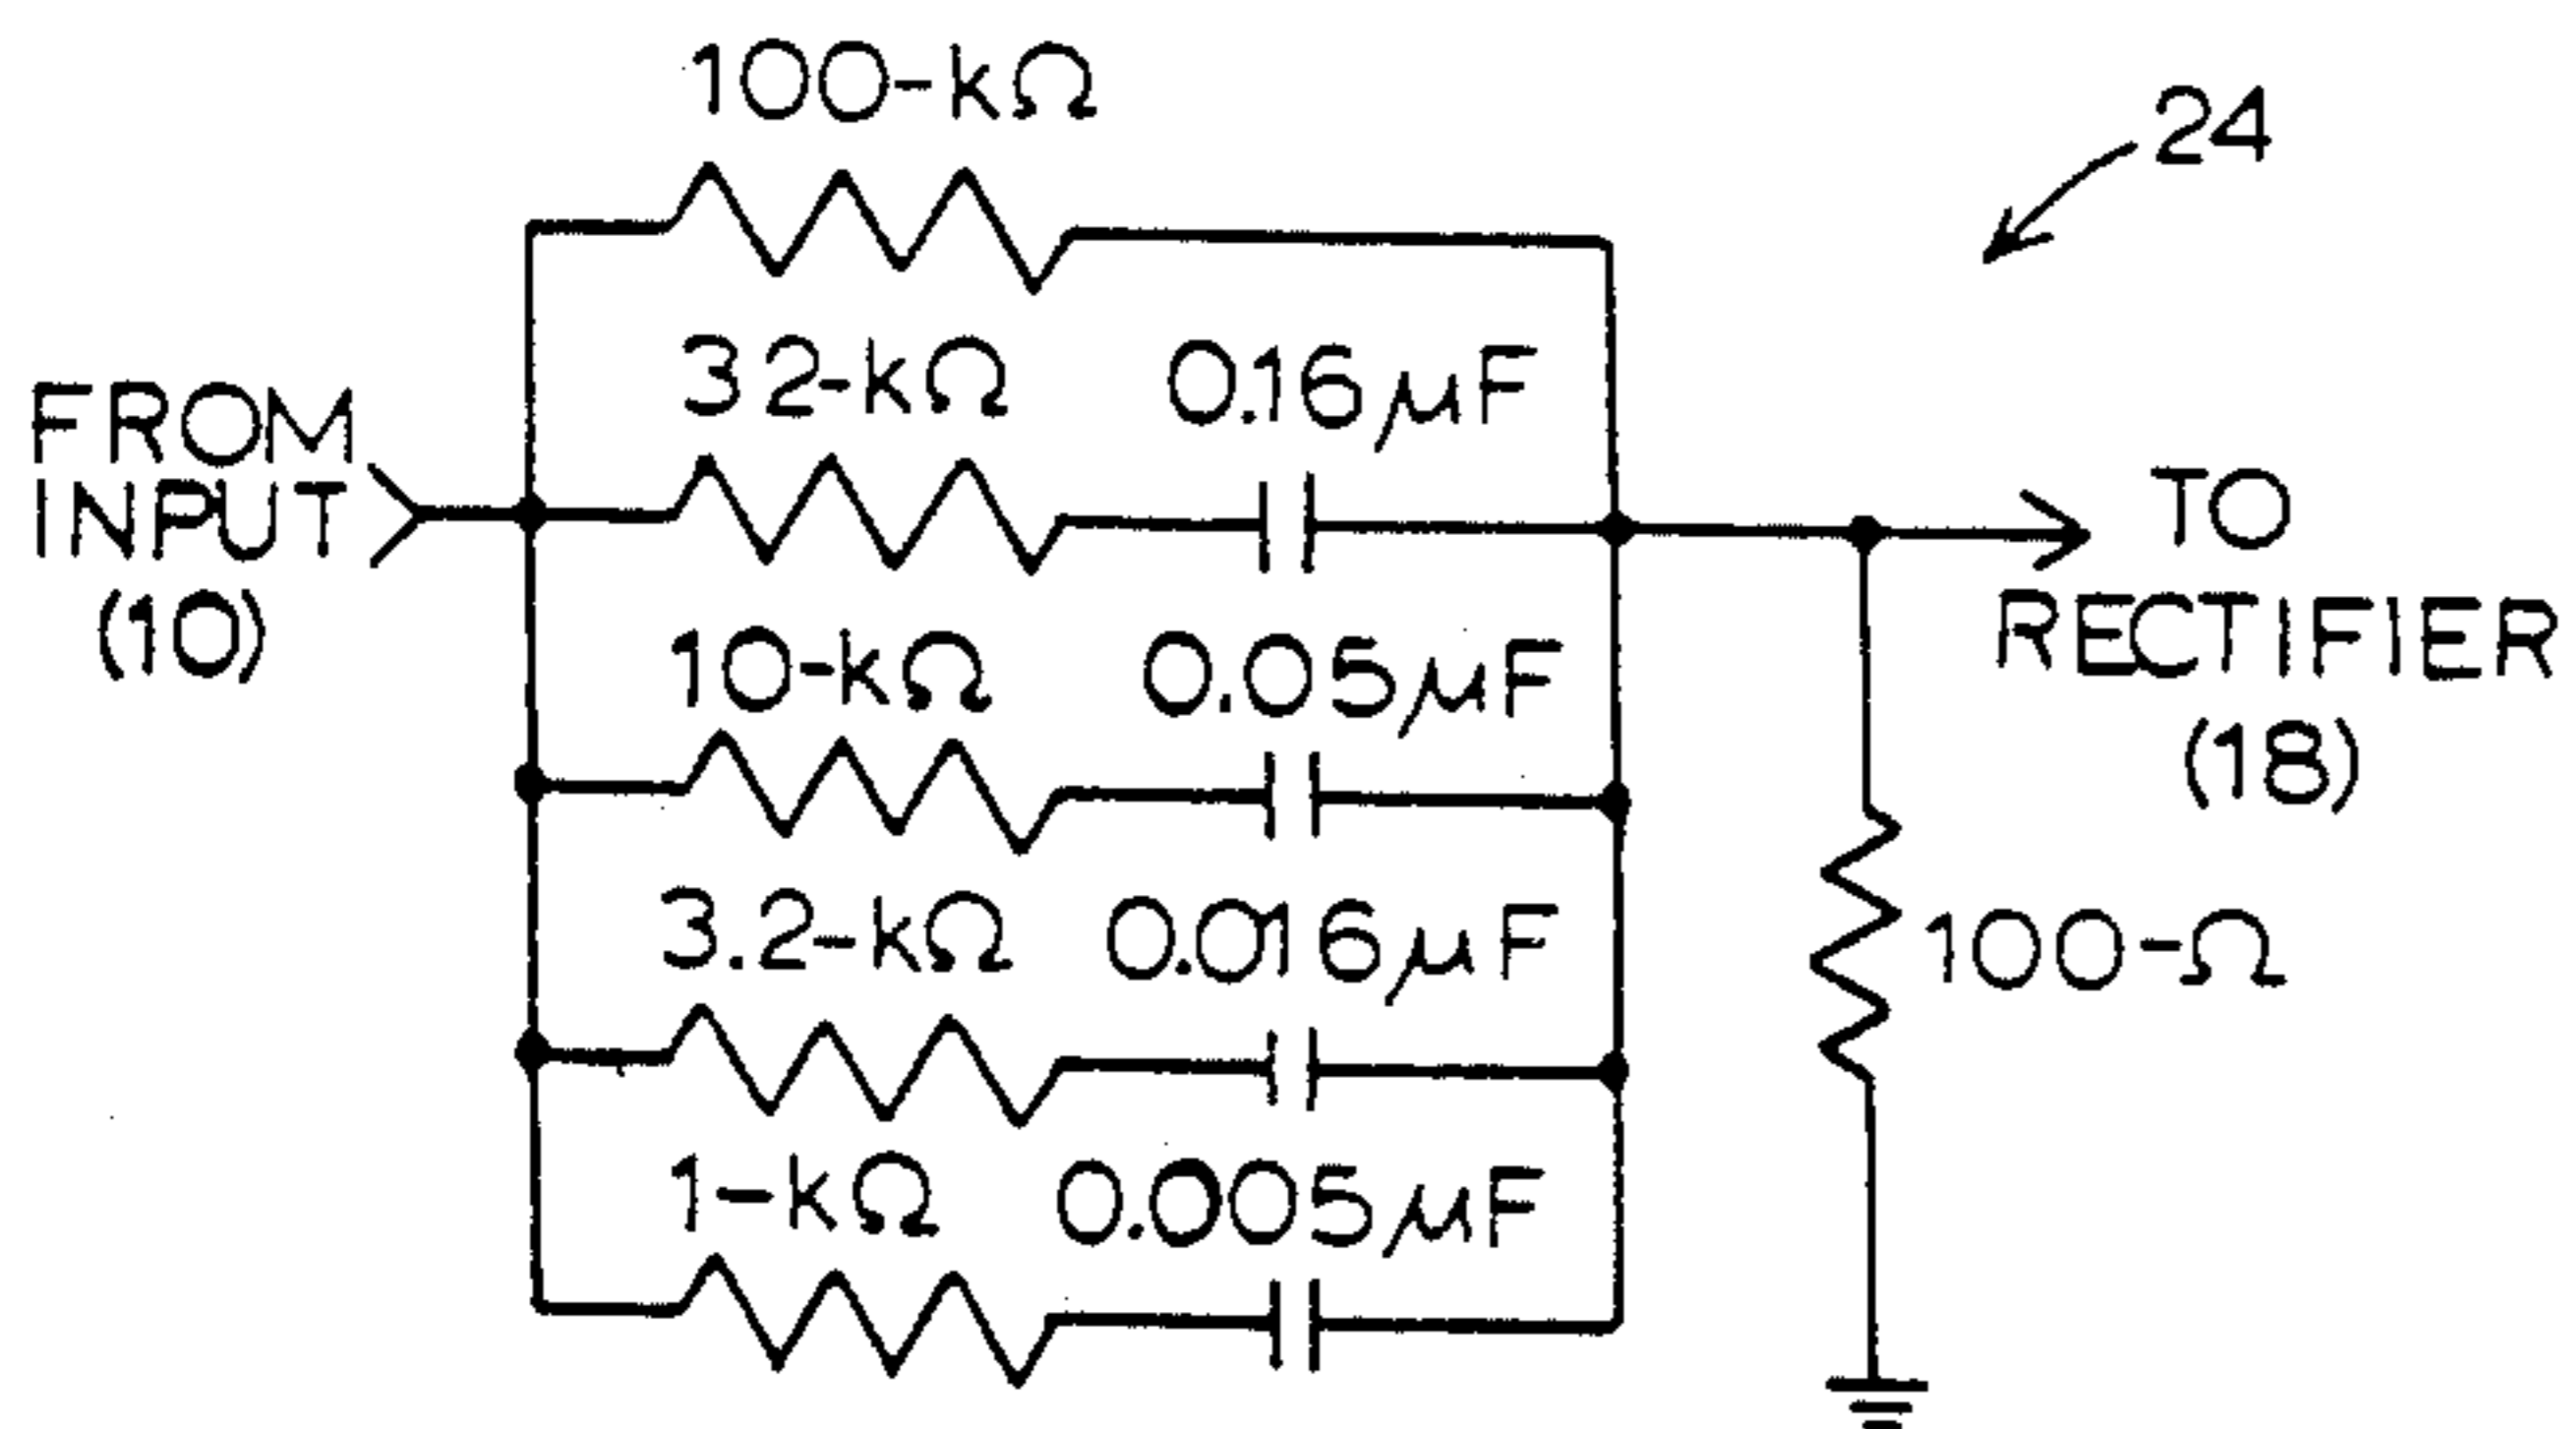 100-kΩ
24
32-kΩ
0.16μF
FROM
INPUT
(10)
TO
RECTIFIER
(18)
10-kΩ
0.05μF
3.2-kΩ
0.016μF
100-Ω
1-kΩ
0.005μF